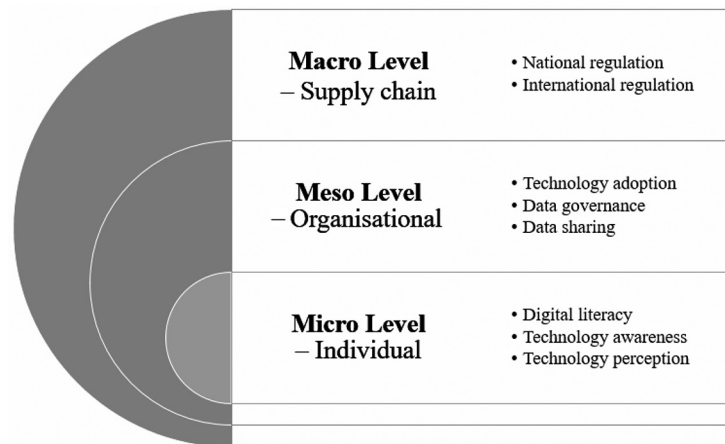 Macro Level
– Supply chain
• National regulation
• International regulation
Meso Level
– Organisational
• Technology adoption
• Data governance
• Data sharing
Micro Level
– Individual
• Digital literacy
• Technology awareness
• Technology perception